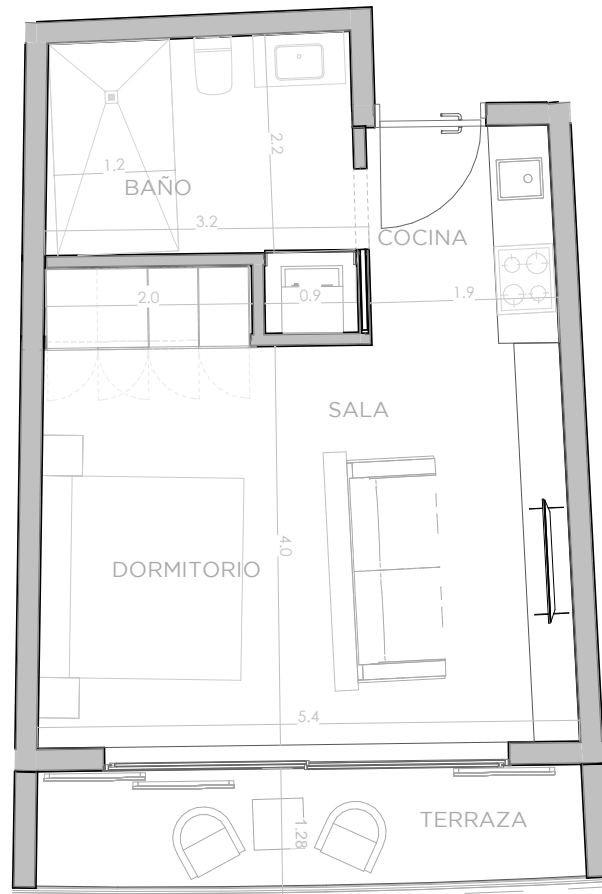 2.2
1.2
BAÑO
3.2
COCINA
2.0
0.9
1.9
SALA
4.0
DORMITORIO
5.4
TERRAZA
1.28